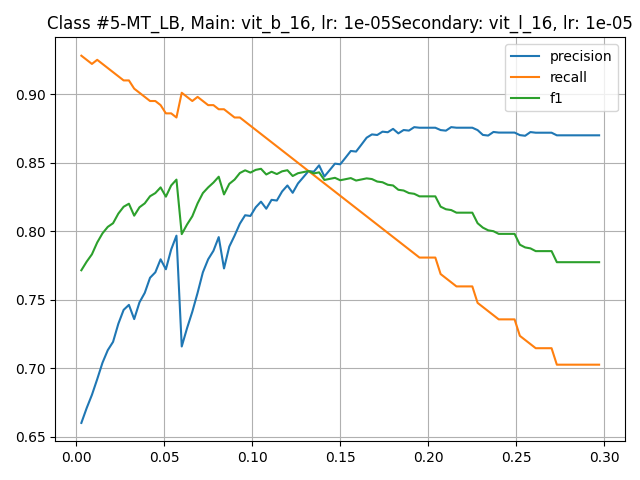 Class #5-MT_LB, Main: vit_b_16, lr: 1e-05Secondary: vit_l_16, lr: 1e-05
precision
recall
f1
0.90
0.85
0.80
0.75
0.70
0.65
0.00 0.05 0.10 0.15 0.20 0.25 0.30